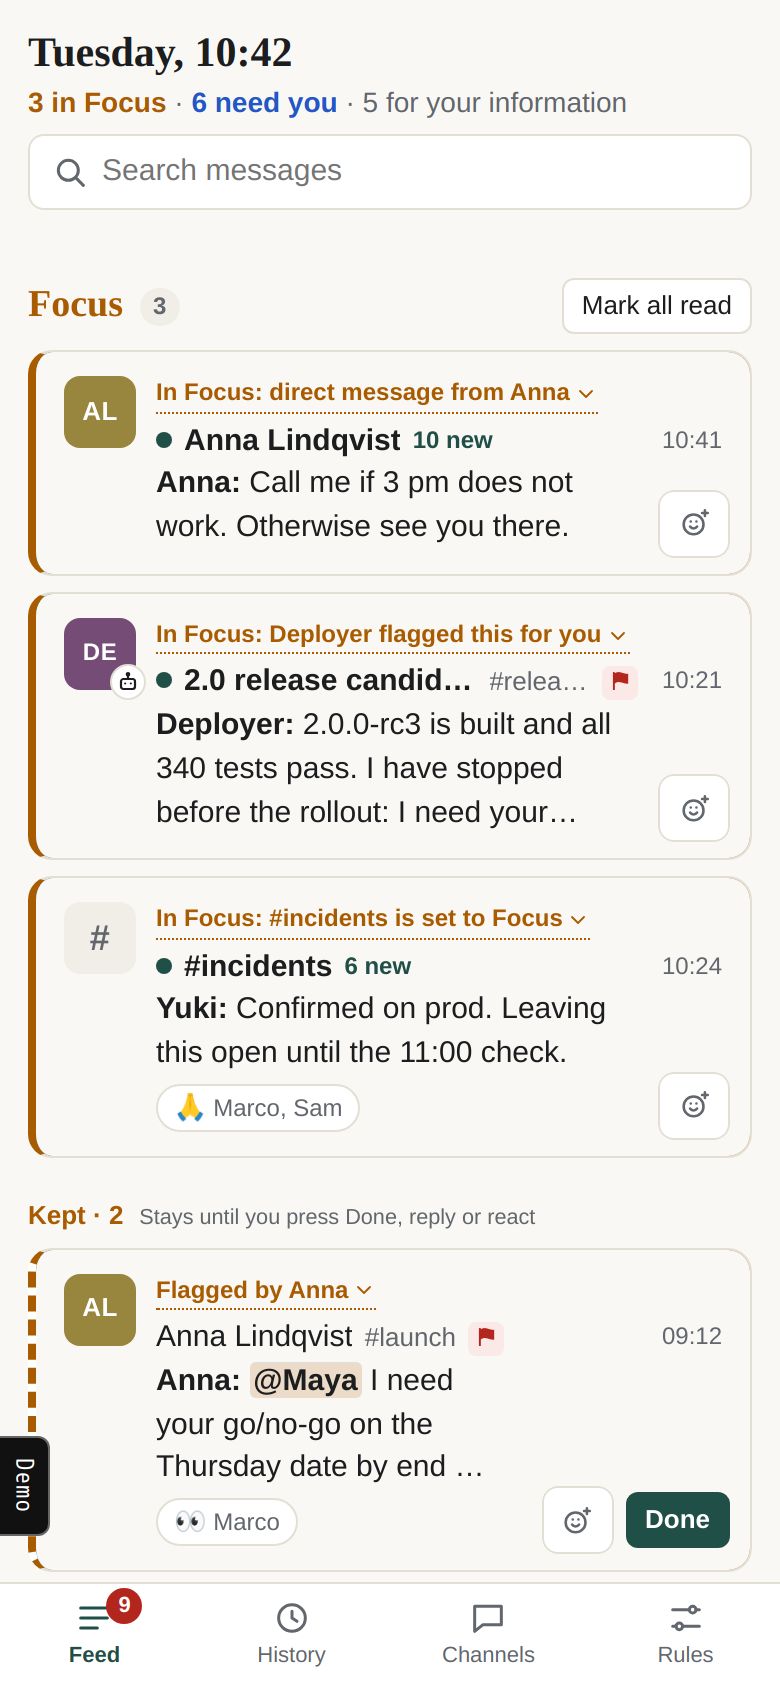 Tuesday, 10:42
3 in Focus · 6 need you · 5 for your information
Search messages
Focus 3
Mark all read
AL
In Focus: direct message from Anna
Anna Lindqvist 10 new 10:41
Anna: Call me if 3 pm does not
work. Otherwise see you there.
DE
In Focus: Deployer flagged this for you
2.0 release candid… #relea… 10:21
Deployer: 2.0.0-rc3 is built and all
340 tests pass. I have stopped
before the rollout: I need your…
#
In Focus: #incidents is set to Focus
#incidents 6 new 10:24
Yuki: Confirmed on prod. Leaving
this open until the 11:00 check.
🙏 Marco, Sam
Kept · 2 Stays until you press Done, reply or react
AL
Flagged by Anna
Anna Lindqvist #launch 09:12
Anna: @Maya I need
your go/no-go on the
Thursday date by end …
👀 Marco
Done
Demo
9
Feed
History
Channels
Rules